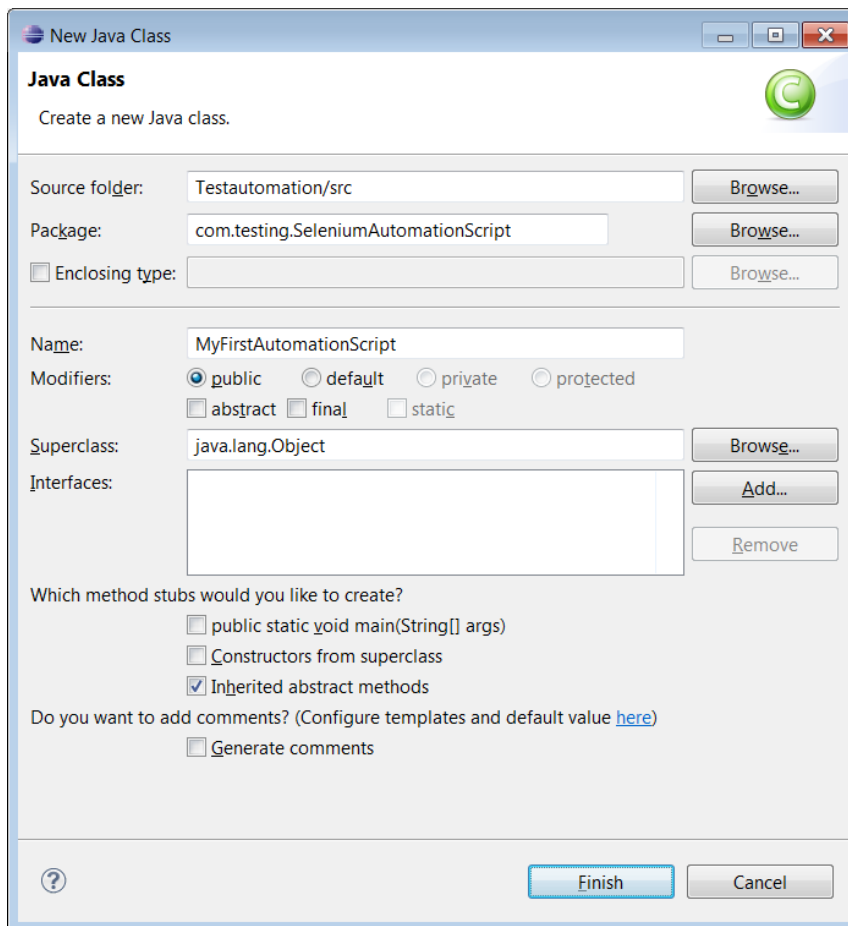 New Java Class
Java Class
Create a new Java class.
Source folder: Testautomation/src Browse...
Package: com.testing.SeleniumAutomationScript Browse...
Enclosing type: Browse...
Name: MyFirstAutomationScript
Modifiers: public default private protected
abstract final static
Superclass: java.lang.Object Browse...
Interfaces: Add...
Remove
Which method stubs would you like to create?
public static void main(String[] args)
Constructors from superclass
Inherited abstract methods
Do you want to add comments? (Configure templates and default value here)
Generate comments
? Finish Cancel